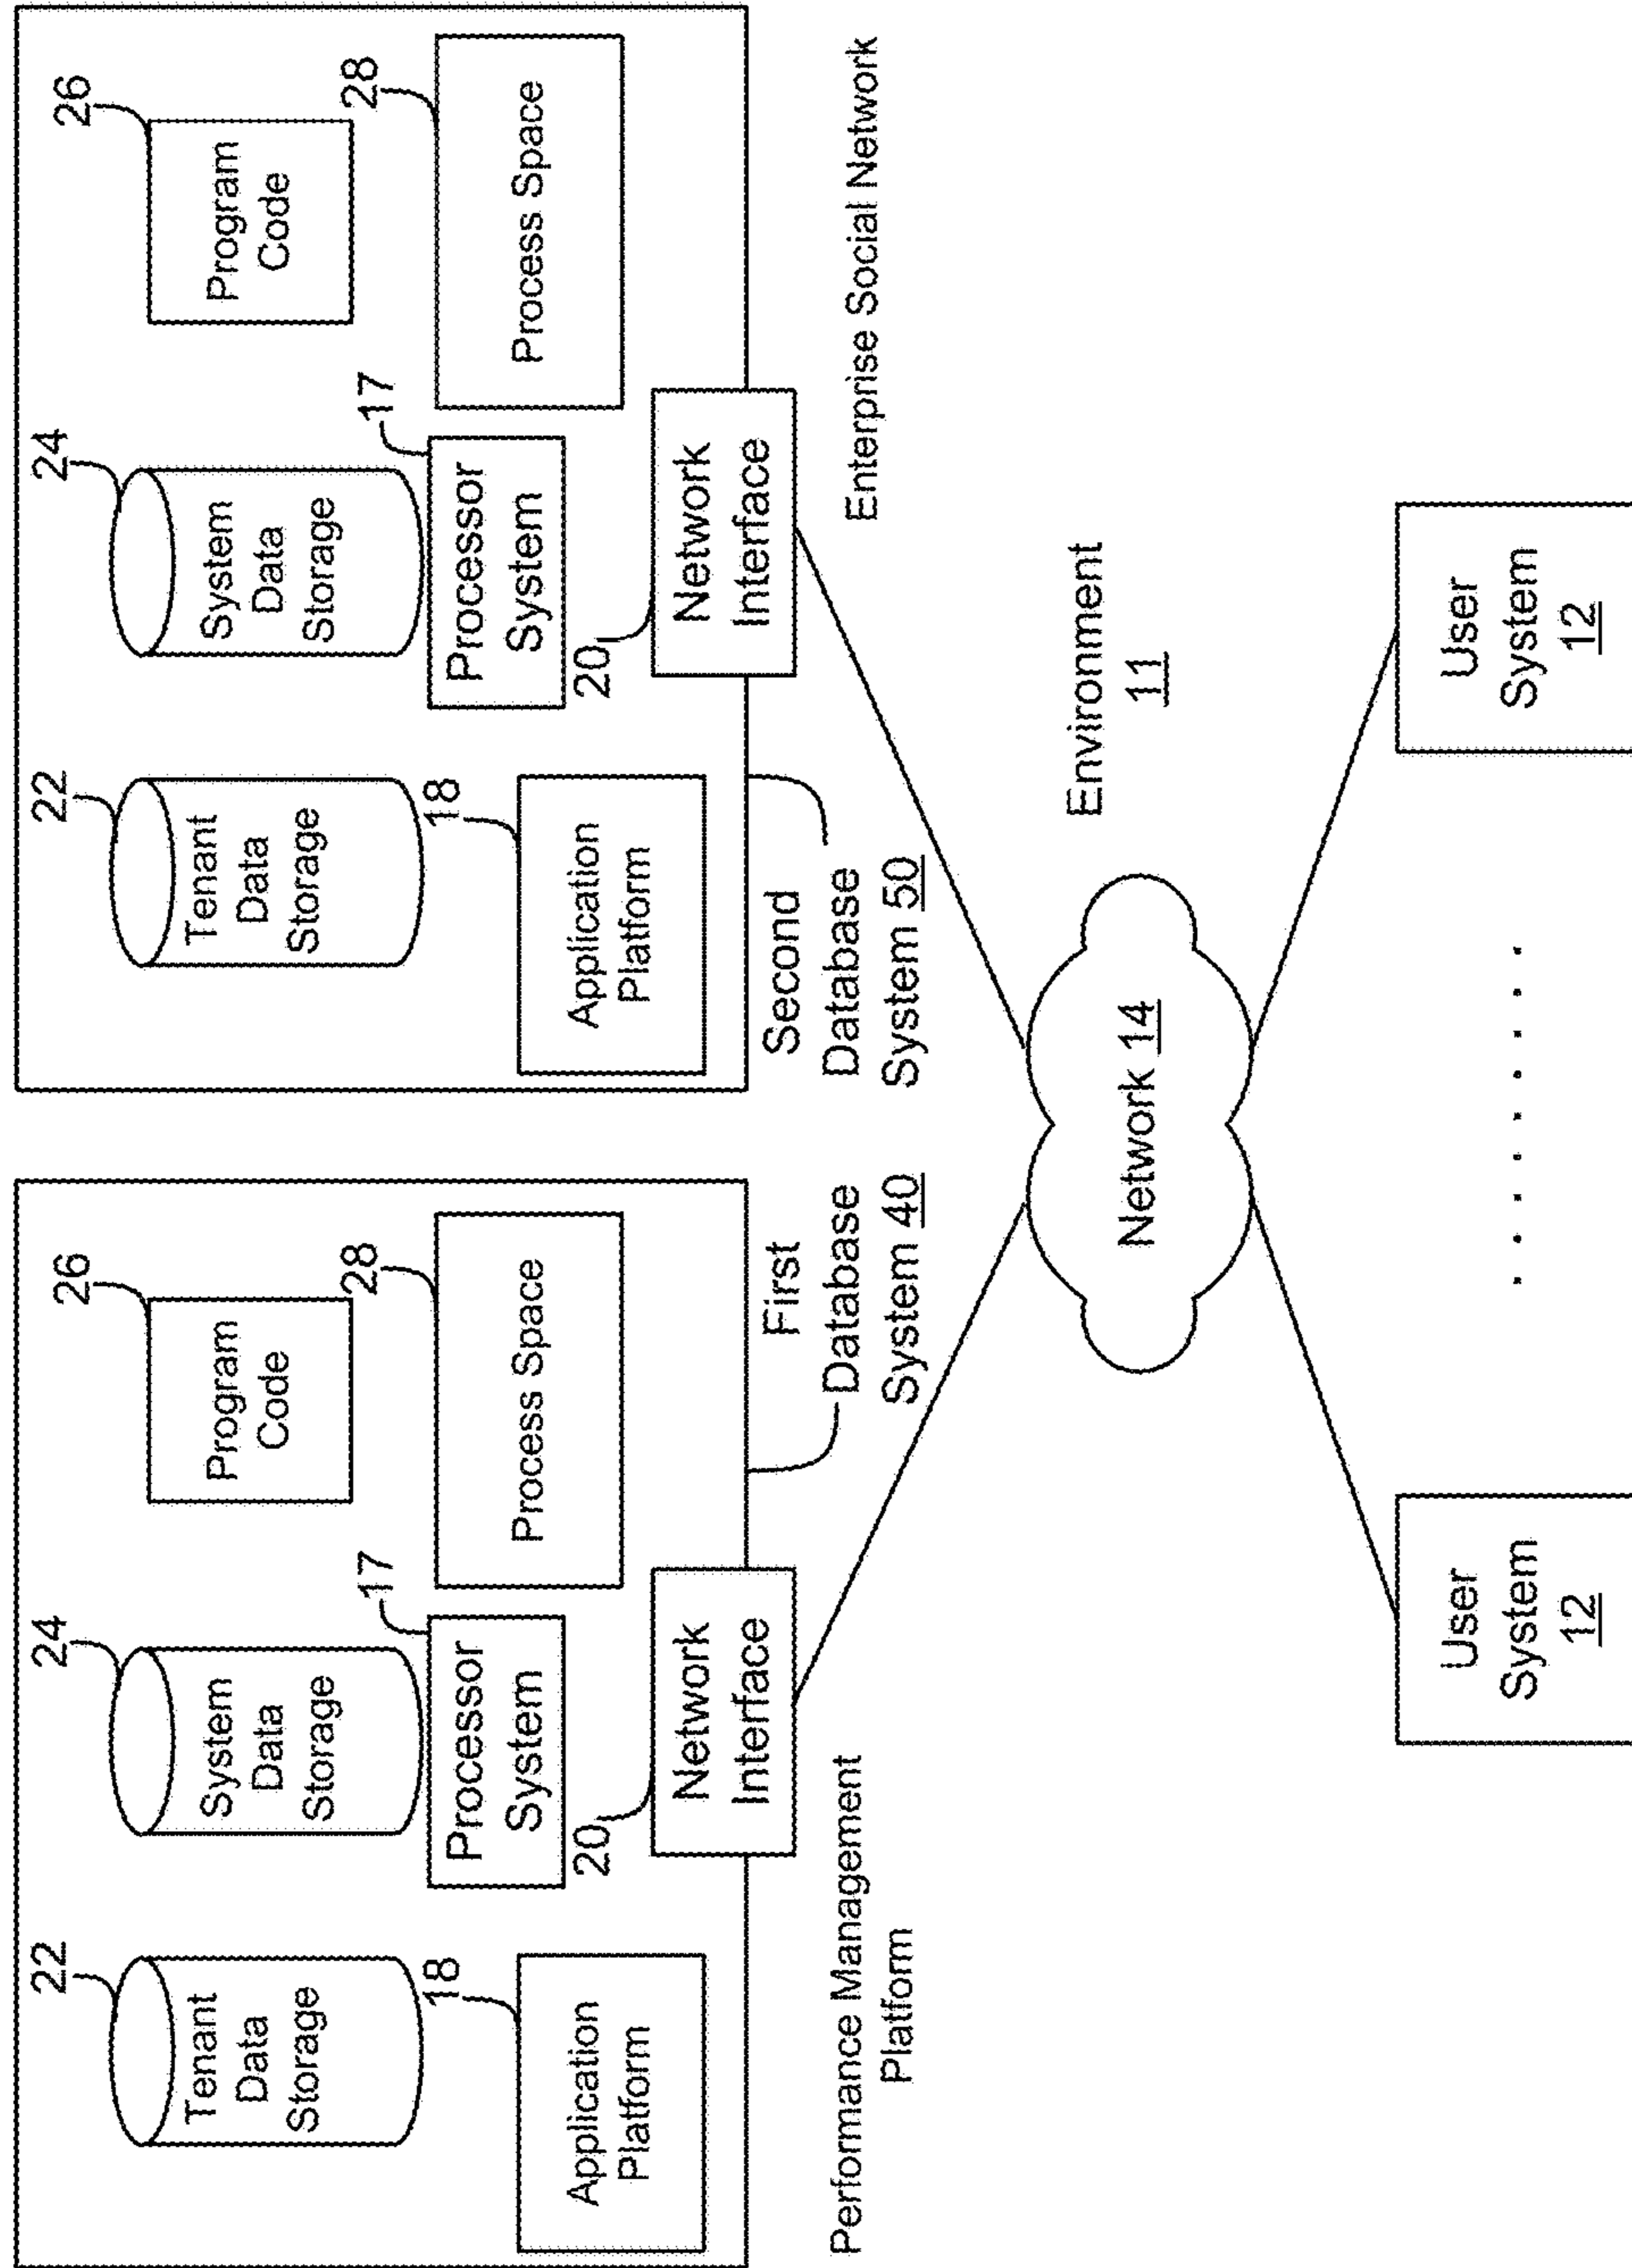 22
Tenant
Data
Storage
24
System
Data
Storage
26
Program
Code
18
Application
Platform
17
Processor
System
28
Process Space
20
Network
Interface
Performance Management
Platform
First
Database
System 40
22
Tenant
Data
Storage
24
System
Data
Storage
26
Program
Code
18
Application
Platform
17
Processor
System
28
Process Space
20
Network
Interface
Second
Database
System 50
Enterprise Social Network
Network 14
Environment
11
User
System
12
. . . . . .
User
System
12